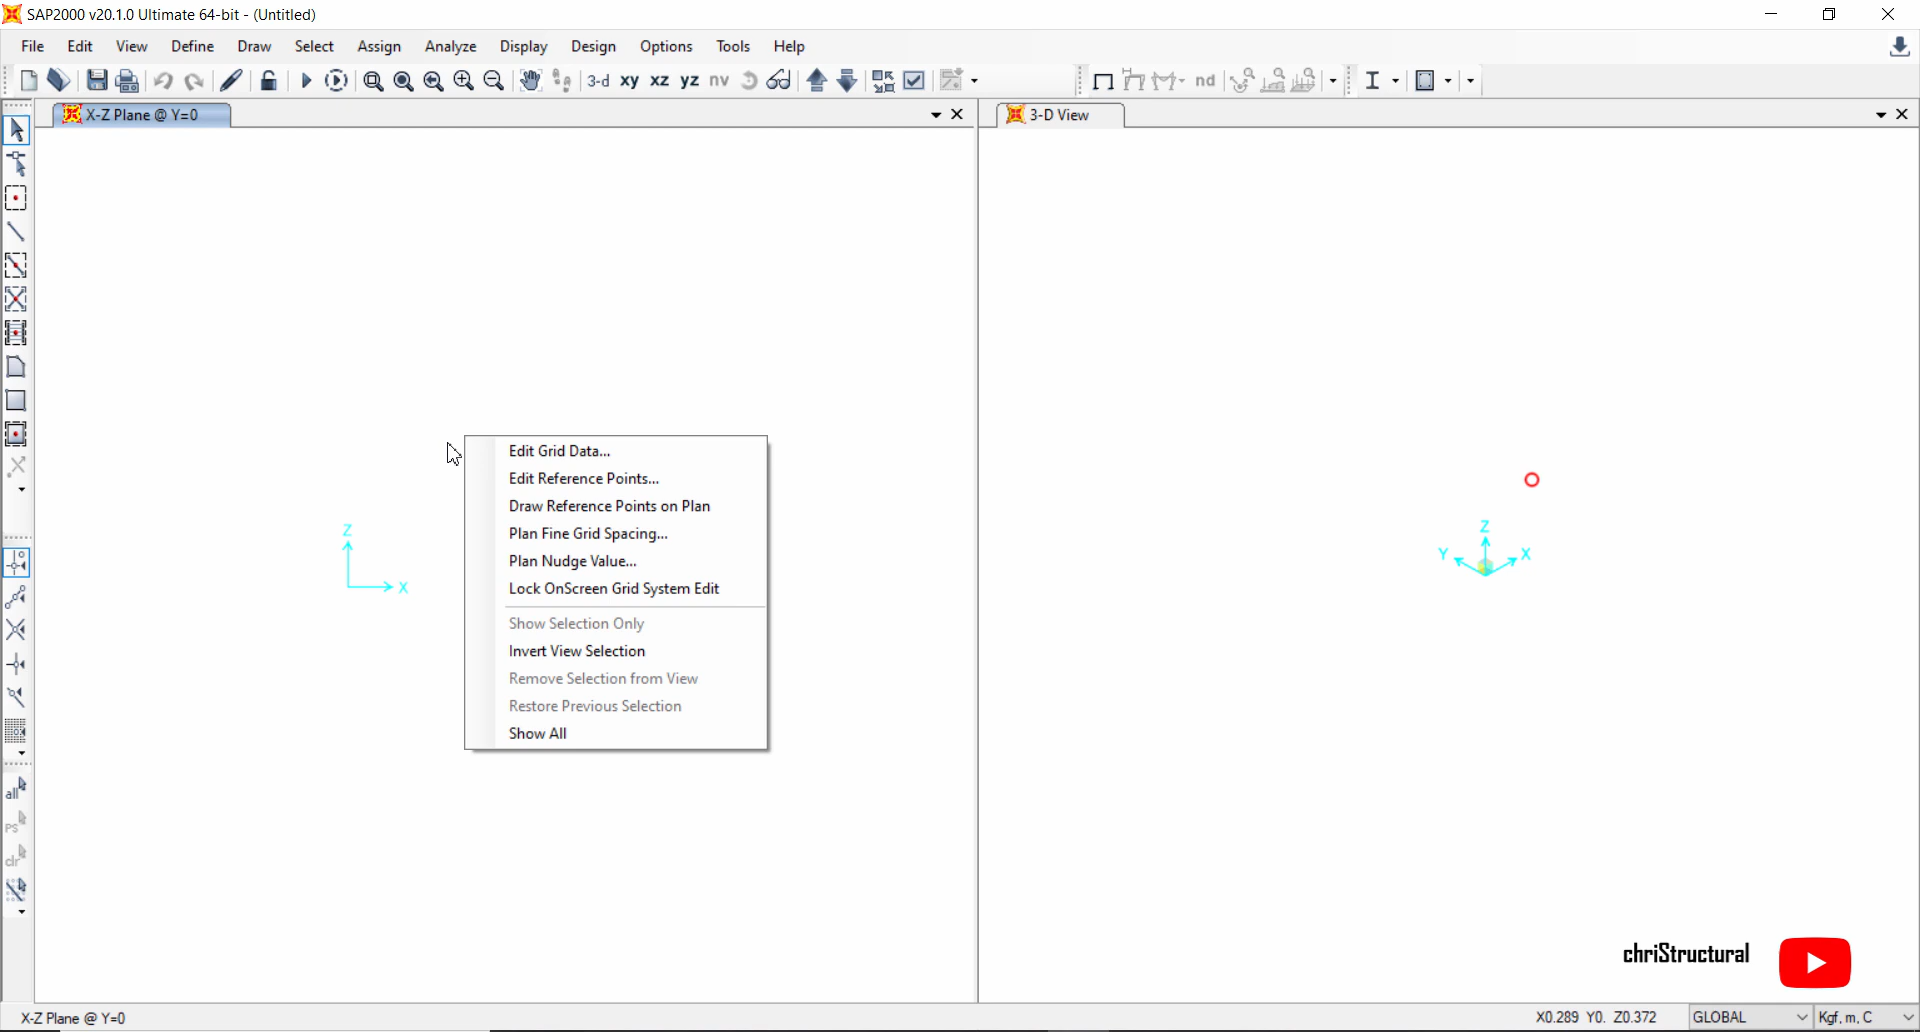 SAP2000 v20.1.0 Ultimate 64-bit - (Untitled)
File Edit View Define Draw Select Assign Analyze Display Design Options Tools Help
3-d xy xz yz nv nd
X-Z Plane @ Y=0
3-D View
Edit Grid Data...
Edit Reference Points...
Draw Reference Points on Plan
Plan Fine Grid Spacing...
Plan Nudge Value...
Lock OnScreen Grid System Edit
Show Selection Only
Invert View Selection
Remove Selection from View
Restore Previous Selection
Show All
Z
X
Z
Y
X
all
ps
clr
chriStructural
X-Z Plane @ Y=0
X0.289 Y0. Z0.372
GLOBAL
Kgf, m, C